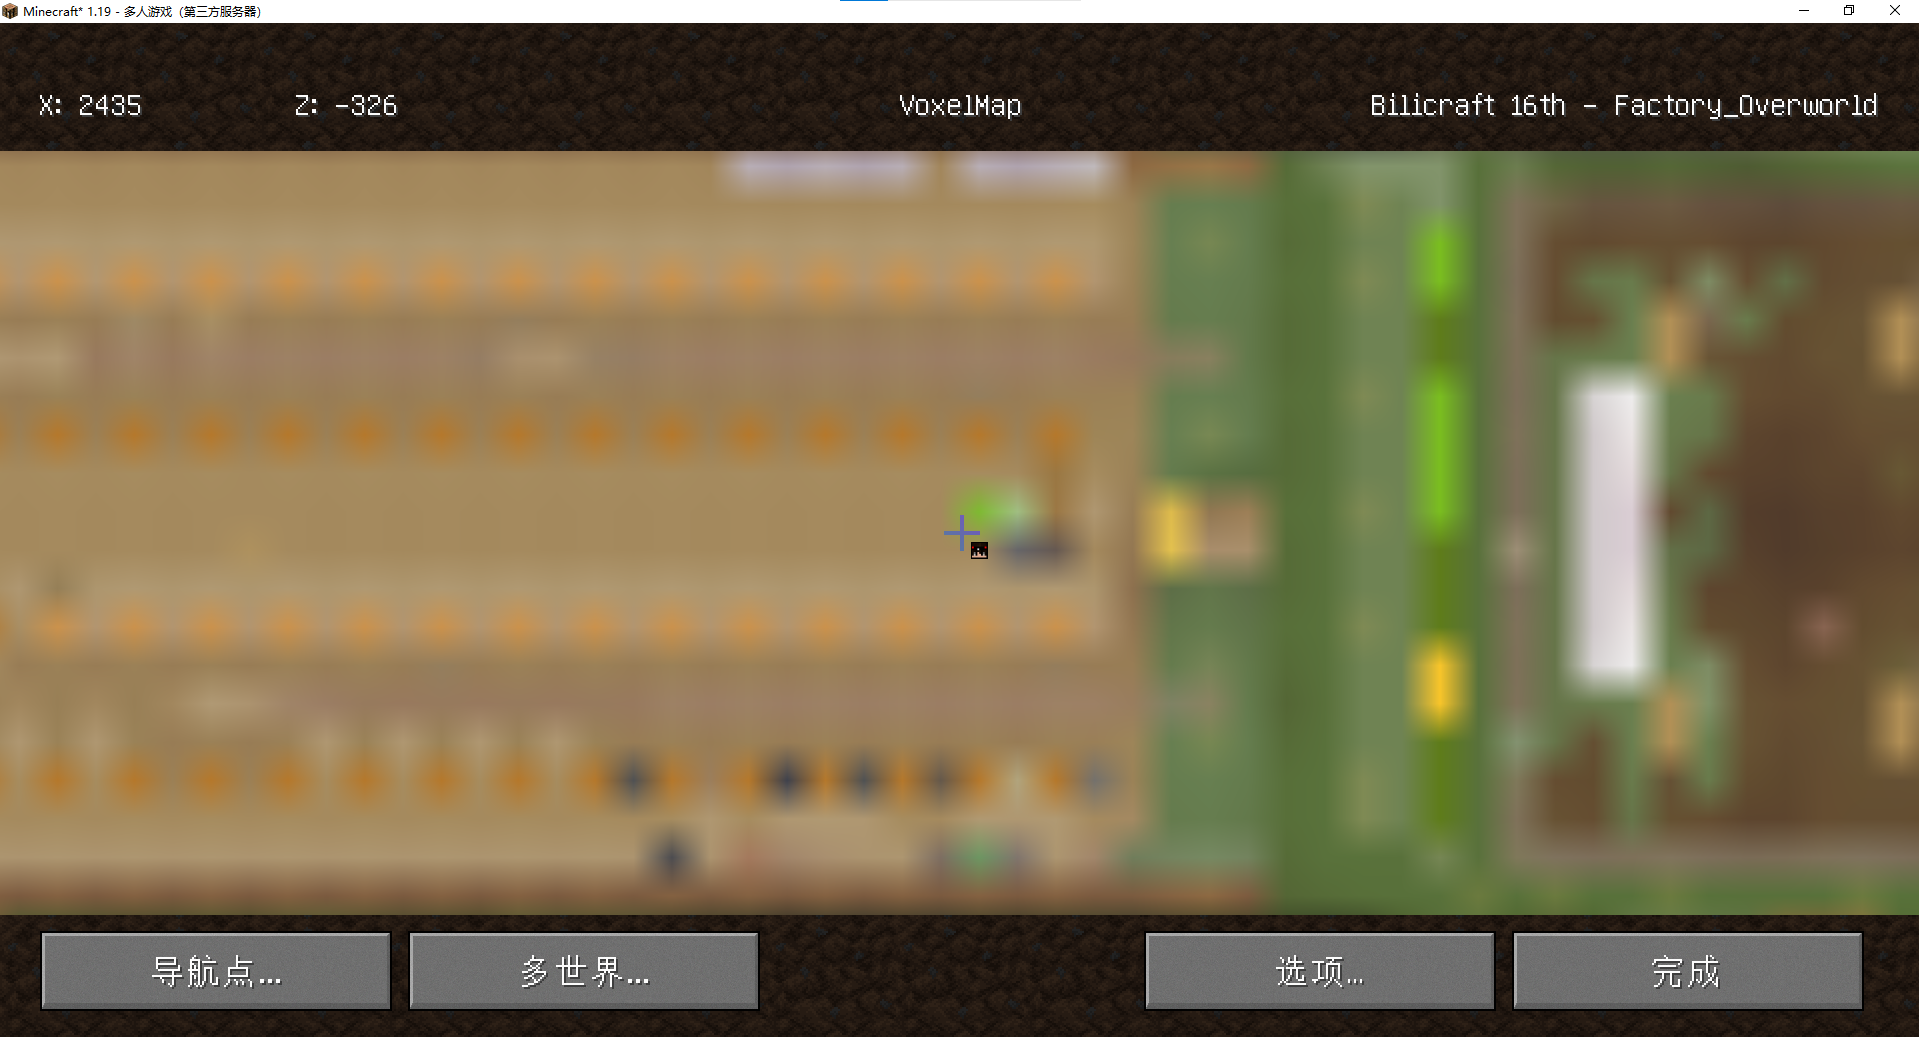 Minecraft* 1.19 - 多人游戏（第三方服务器）
X: 2435 Z: -326 VoxelMap Bilicraft 16th - Factory_Overworld
导航点... 多世界... 选项... 完成